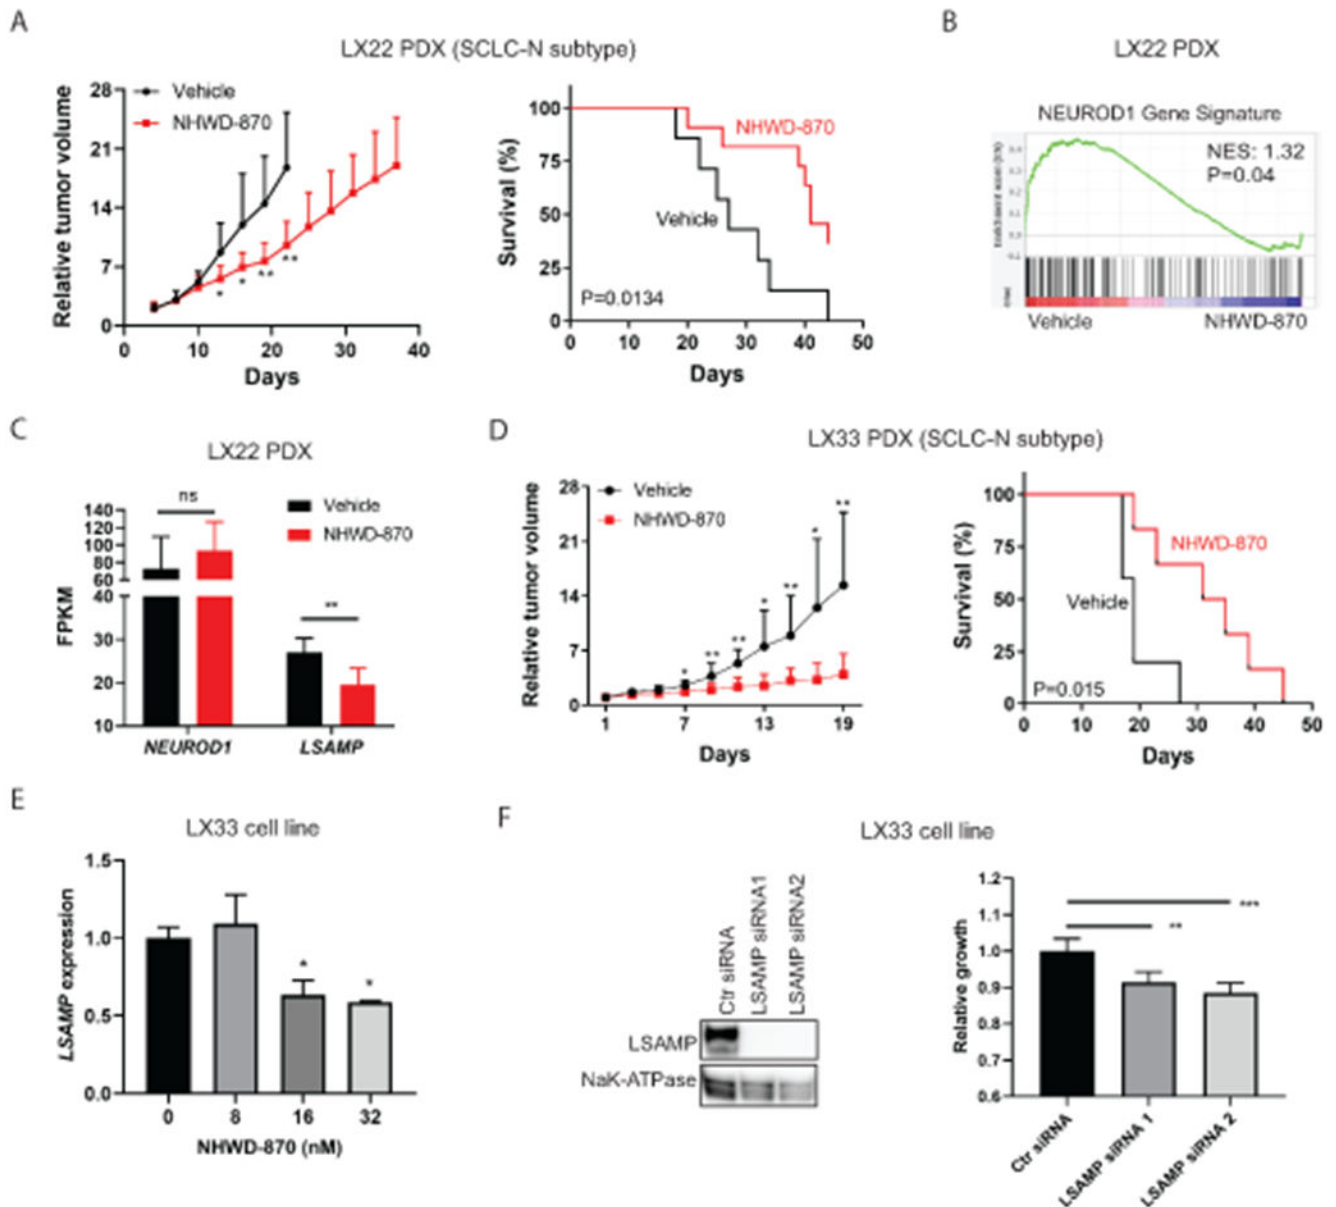 A
LX22 PDX (SCLC-N subtype)
Relative tumor volume
28
21
14
7
0
Vehicle
NHWD-870
*
*
**
**
0 10 20 30 40
Days
Survival (%)
100
75
50
25
0
NHWD-870
Vehicle
P=0.0134
0 10 20 30 40 50
Days
B
LX22 PDX
NEUROD1 Gene Signature
NES: 1.32
P=0.04
Vehicle NHWD-870
C
LX22 PDX
FPKM
140
120
100
80
60
40
30
20
10
ns
**
Vehicle
NHWD-870
NEUROD1 LSAMP
D
LX33 PDX (SCLC-N subtype)
Relative tumor volume
28
21
14
7
0
Vehicle
NHWD-870
* ** ** * ** * **
1 7 13 19
Days
Survival (%)
100
75
50
25
0
NHWD-870
Vehicle
P=0.015
0 10 20 30 40 50
Days
E
LX33 cell line
LSAMP expression
1.5
1.0
0.5
0.0
*
*
0 8 16 32
NHWD-870 (nM)
F
LX33 cell line
Ctr siRNA
LSAMP siRNA1
LSAMP siRNA2
LSAMP
NaK-ATPase
Relative growth
1.2
1.1
1.0
0.9
0.8
0.7
0.6
***
**
Ctr siRNA
LSAMP siRNA 1
LSAMP siRNA 2